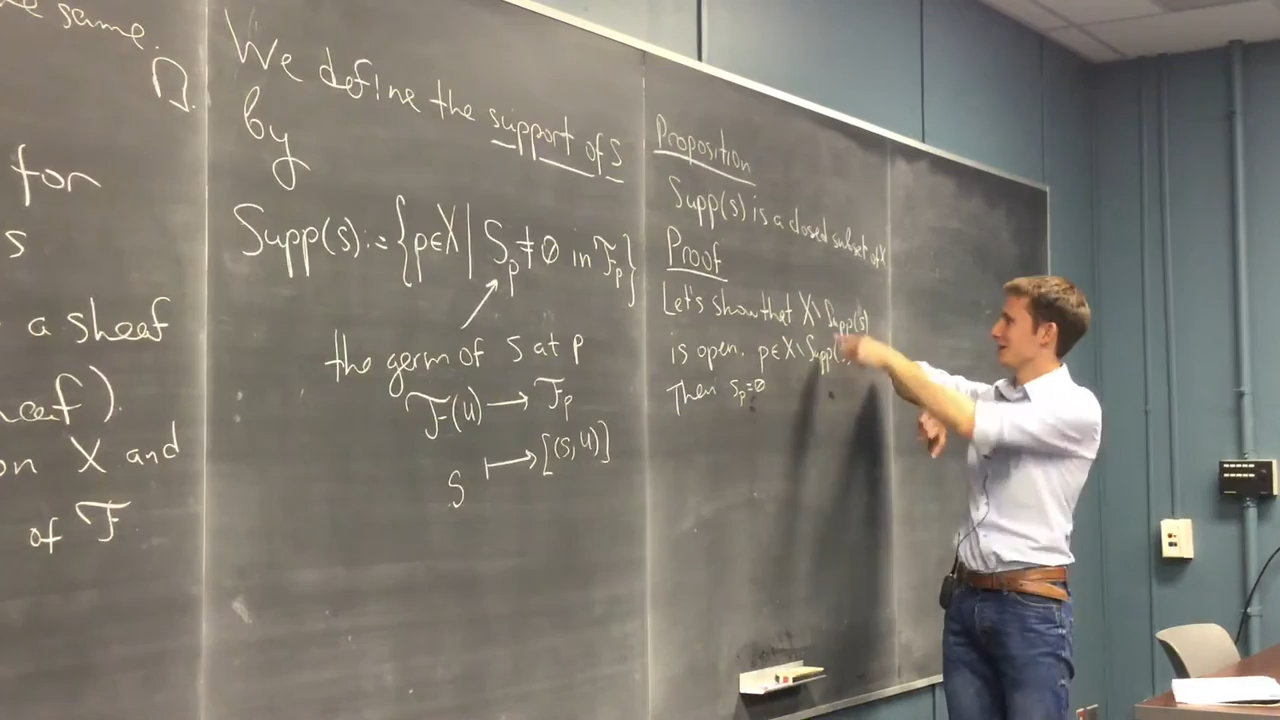 same.
for
s
a sheaf
on X and
of F
We define the support of S
by
Supp(s) := {p∈X | S_p ≠ 0 in F_p}
the germ of s at p
F(U) → F_p
S ↦ [(s,U)]
Proposition
Supp(s) is a closed subset of X
Proof
Let's show that X\Supp(s)
is open. p∈X\Supp(
Then s_p=0